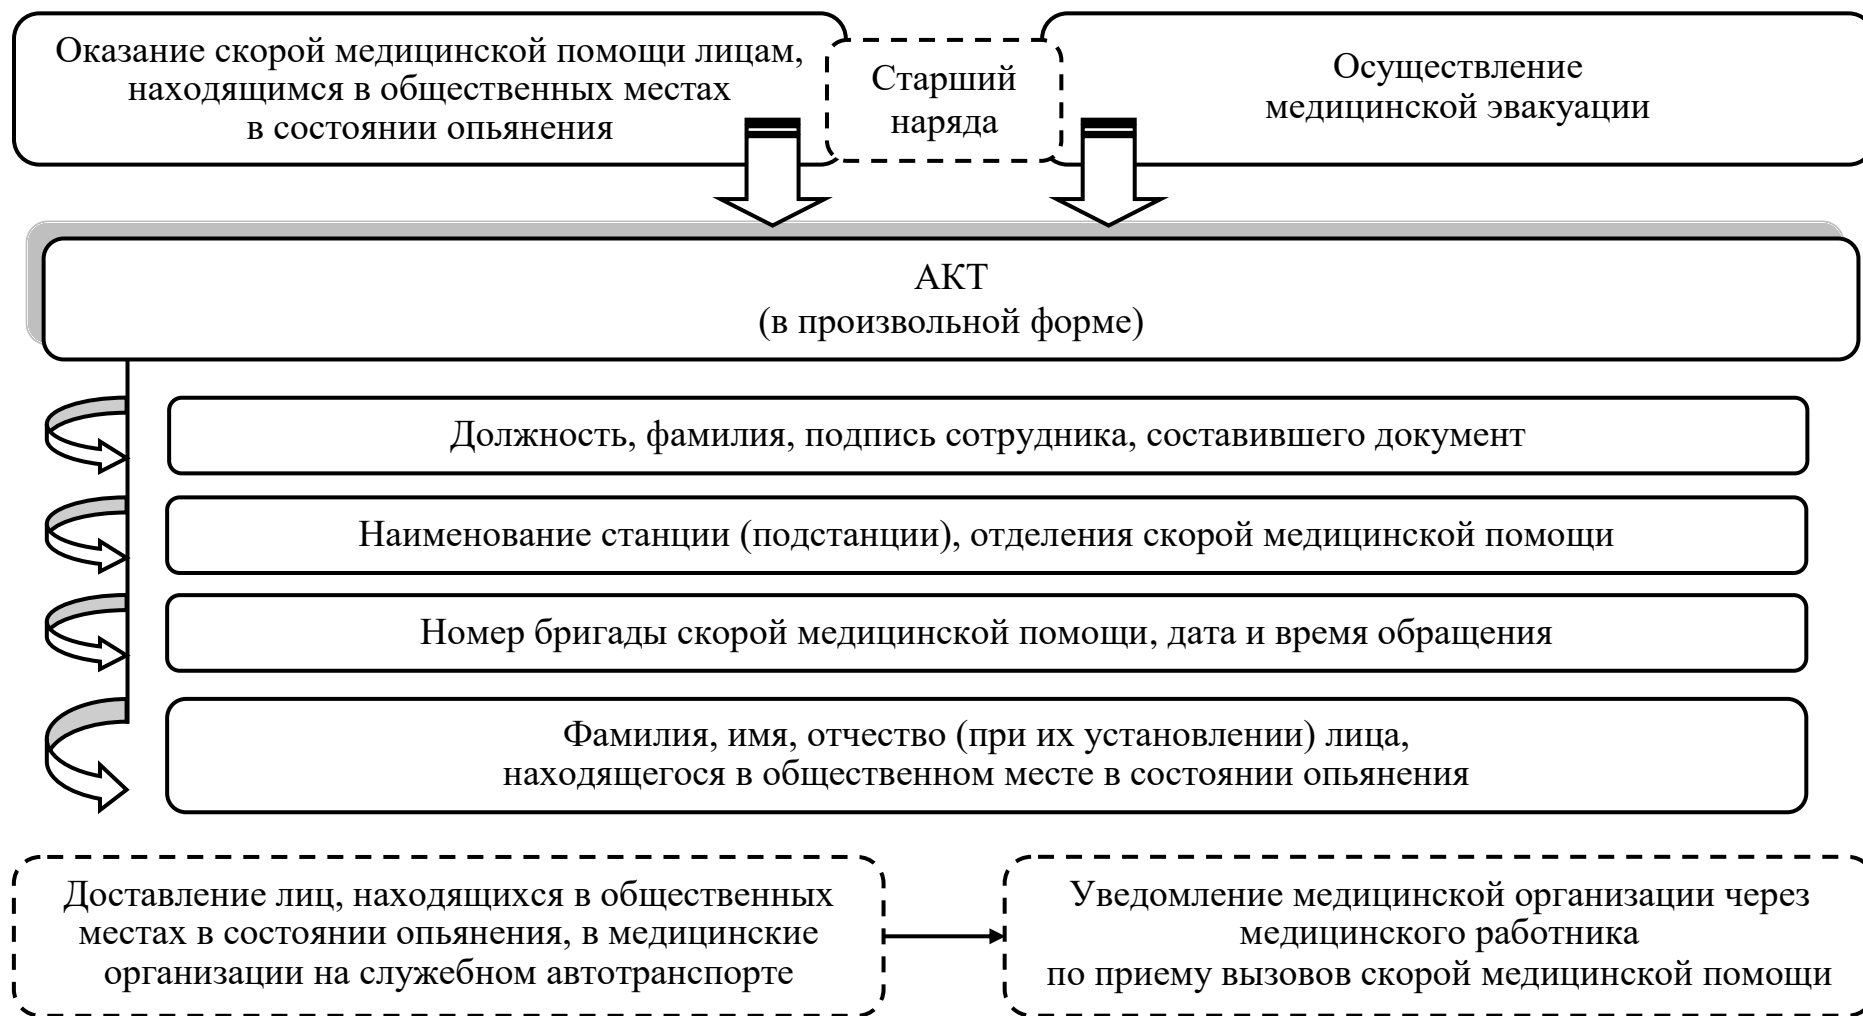 Оказание скорой медицинской помощи лицам,
находящимся в общественных местах
в состоянии опьянения
Старший
наряда
Осуществление
медицинской эвакуации
АКТ
(в произвольной форме)
Должность, фамилия, подпись сотрудника, составившего документ
Наименование станции (подстанции), отделения скорой медицинской помощи
Номер бригады скорой медицинской помощи, дата и время обращения
Фамилия, имя, отчество (при их установлении) лица,
находящегося в общественном месте в состоянии опьянения
Доставление лиц, находящихся в общественных
местах в состоянии опьянения, в медицинские
организации на служебном автотранспорте
Уведомление медицинской организации через
медицинского работника
по приему вызовов скорой медицинской помощи